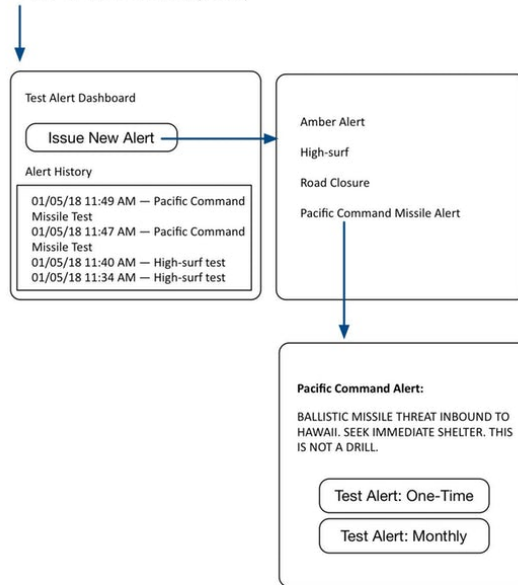 Test Alert Dashboard
Issue New Alert
Alert History
01/05/18 11:49 AM — Pacific Command
Missile Test
01/05/18 11:47 AM — Pacific Command
Missile Test
01/05/18 11:40 AM — High-surf test
01/05/18 11:34 AM — High-surf test
Amber Alert
High-surf
Road Closure
Pacific Command Missile Alert
Pacific Command Alert:
BALLISTIC MISSILE THREAT INBOUND TO
HAWAII. SEEK IMMEDIATE SHELTER. THIS
IS NOT A DRILL.
Test Alert: One-Time
Test Alert: Monthly